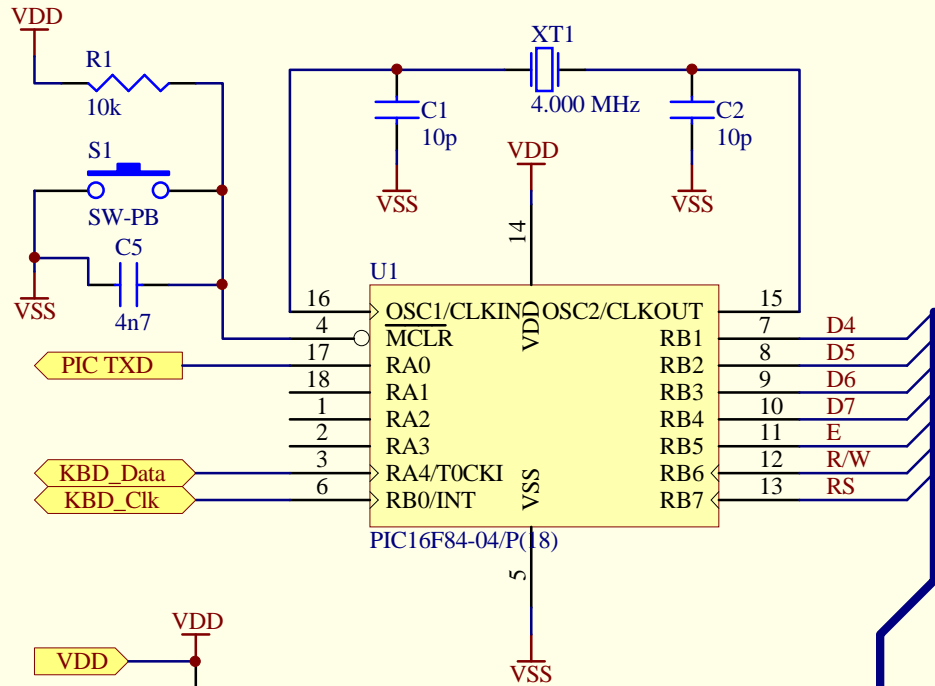 VDD
R1
10k
S1
SW-PB
C5
4n7
VSS
XT1
4.000 MHz
C1
10p
C2
10p
VSS
VSS
VDD
14
U1
16
OSC1/CLKIN
VDD
OSC2/CLKOUT
15
4
MCLR
RB1
7
D4
PIC TXD
17
RA0
RB2
8
D5
18
RA1
RB3
9
D6
1
RA2
RB4
10
D7
2
RA3
RB5
11
E
KBD_Data
3
RA4/T0CKI
RB6
12
R/W
KBD_Clk
6
RB0/INT
VSS
RB7
13
RS
PIC16F84-04/P(18)
5
VSS
VDD
VDD